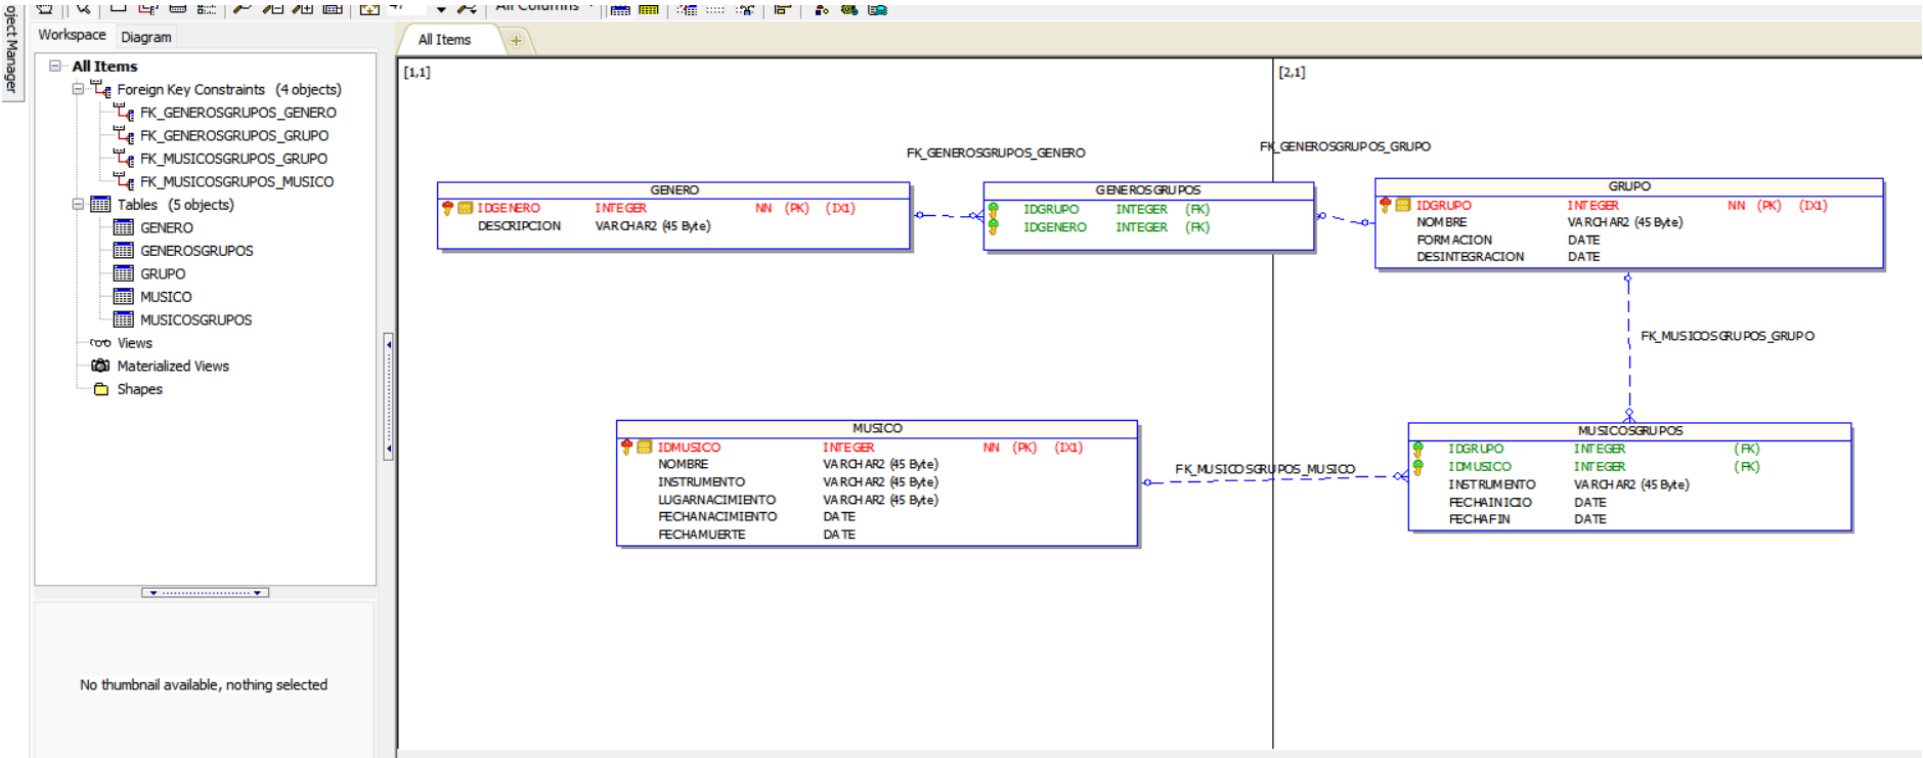 oject Manager
Workspace
Diagram
All Items
Foreign Key Constraints (4 objects)
FK_GENEROSGRUPOS_GENERO
FK_GENEROSGRUPOS_GRUPO
FK_MUSICOSGRUPOS_GRUPO
FK_MUSICOSGRUPOS_MUSICO
Tables (5 objects)
GENERO
GENEROSGRUPOS
GRUPO
MUSICO
MUSICOSGRUPOS
Views
Materialized Views
Shapes
No thumbnail available, nothing selected
All Columns
All Items
[1,1]
[2,1]
FK_GENEROSGRUPOS_GENERO
FK_GENEROSGRUPOS_GRUPO
GENERO
IDGENERO INTEGER NN (PK) (IX1)
DESCRIPCION VARCHAR2 (45 Byte)
GENEROSGRUPOS
IDGRUPO INTEGER (FK)
IDGENERO INTEGER (FK)
GRUPO
IDGRUPO INTEGER NN (PK) (IX1)
NOMBRE VARCHAR2 (45 Byte)
FORMACION DATE
DESINTEGRACION DATE
FK_MUSICOSGRUPOS_GRUPO
MUSICO
IDMUSICO INTEGER NN (PK) (IX1)
NOMBRE VARCHAR2 (45 Byte)
INSTRUMENTO VARCHAR2 (45 Byte)
LUGARNACIMIENTO VARCHAR2 (45 Byte)
FECHANACIMIENTO DATE
FECHAMUERTE DATE
FK_MUSICOSGRUPOS_MUSICO
MUSICOSGRUPOS
IDGRUPO INTEGER (FK)
IDMUSICO INTEGER (FK)
INSTRUMENTO VARCHAR2 (45 Byte)
FECHAINICIO DATE
FECHAFIN DATE